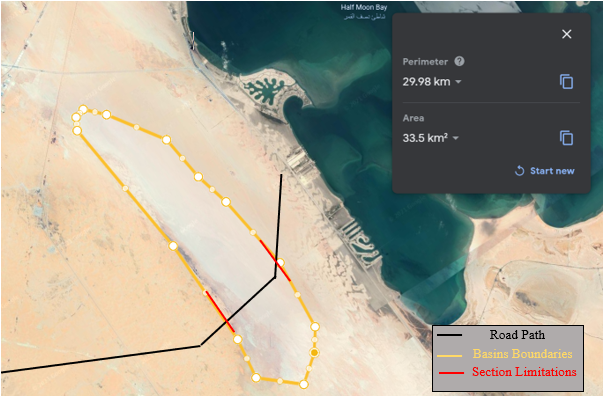 Half Moon Bay
شاطئ نصف القمر
Perimeter
29.98 km
Area
33.5 km²
Start new
Road Path
Basins Boundaries
Section Limitations